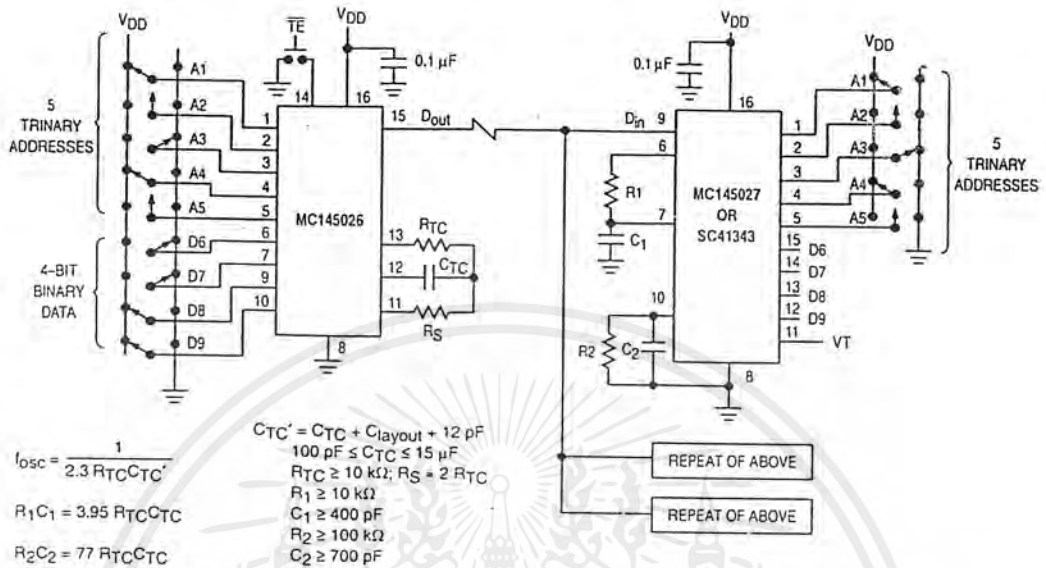 VDD
5
TRINARY
ADDRESSES
A1
A2
A3
A4
A5
4-BIT
BINARY
DATA
D6
D7
D8
D9
1
2
3
4
5
6
7
9
10
TE
14
VDD
16
0.1 µF
MC145026
15
Dout
13
RTC
12
CTC
11
RS
8
Din
9
6
R1
7
C1
10
R2
C2
0.1 µF
VDD
16
MC145027
OR
SC41343
1
2
3
4
5
15
D6
14
D7
13
D8
12
D9
11
VT
8
VDD
A1
A2
A3
A4
A5
5
TRINARY
ADDRESSES
REPEAT OF ABOVE
REPEAT OF ABOVE
fosc = 1 / 2.3 RTCCTC'
R1C1 = 3.95 RTCCTC
R2C2 = 77 RTCCTC
CTC' = CTC + Clayout + 12 pF
100 pF ≤ CTC ≤ 15 µF
RTC ≥ 10 kΩ; RS = 2 RTC
R1 ≥ 10 kΩ
C1 ≥ 400 pF
R2 ≥ 100 kΩ
C2 ≥ 700 pF